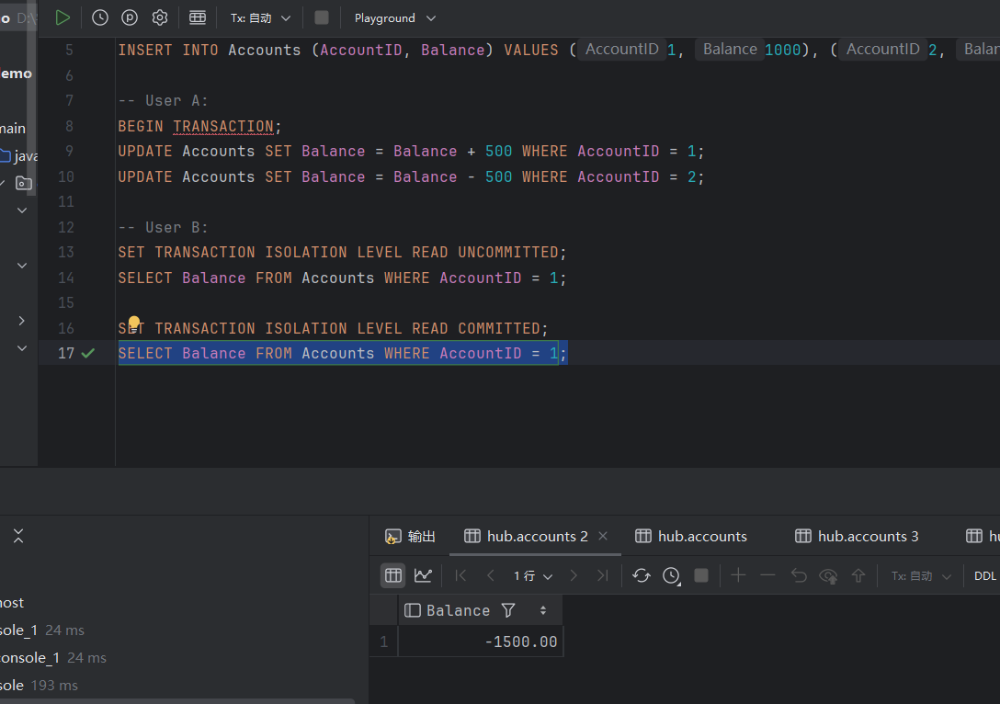 o D:\
Tx: 自动
Playground
emo
main
java
5 INSERT INTO Accounts (AccountID, Balance) VALUES ( AccountID 1, Balance 1000), ( AccountID 2, Balan
6
7 -- User A:
8 BEGIN TRANSACTION;
9 UPDATE Accounts SET Balance = Balance + 500 WHERE AccountID = 1;
10 UPDATE Accounts SET Balance = Balance - 500 WHERE AccountID = 2;
11
12 -- User B:
13 SET TRANSACTION ISOLATION LEVEL READ UNCOMMITTED;
14 SELECT Balance FROM Accounts WHERE AccountID = 1;
15
16 SET TRANSACTION ISOLATION LEVEL READ COMMITTED;
17 SELECT Balance FROM Accounts WHERE AccountID = 1;
输出 hub.accounts 2 hub.accounts hub.accounts 3 hu
1 行 Tx: 自动 DDL
Balance
1 -1500.00
host
sole_1 24 ms
console_1 24 ms
sole 193 ms